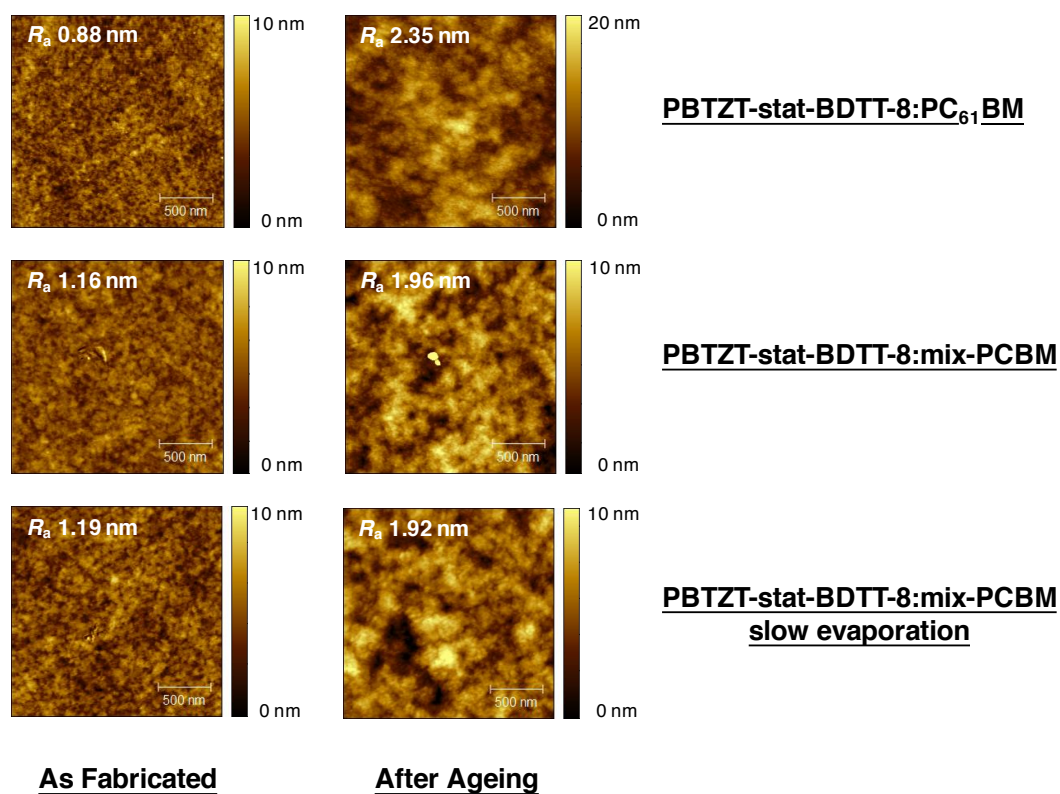 Ra 0.88 nm
10 nm
500 nm
0 nm
Ra 2.35 nm
20 nm
500 nm
0 nm
PBTZT-stat-BDTT-8:PC61BM
Ra 1.16 nm
10 nm
500 nm
0 nm
Ra 1.96 nm
10 nm
500 nm
0 nm
PBTZT-stat-BDTT-8:mix-PCBM
Ra 1.19 nm
10 nm
500 nm
0 nm
Ra 1.92 nm
10 nm
500 nm
0 nm
PBTZT-stat-BDTT-8:mix-PCBM
slow evaporation
As Fabricated
After Ageing